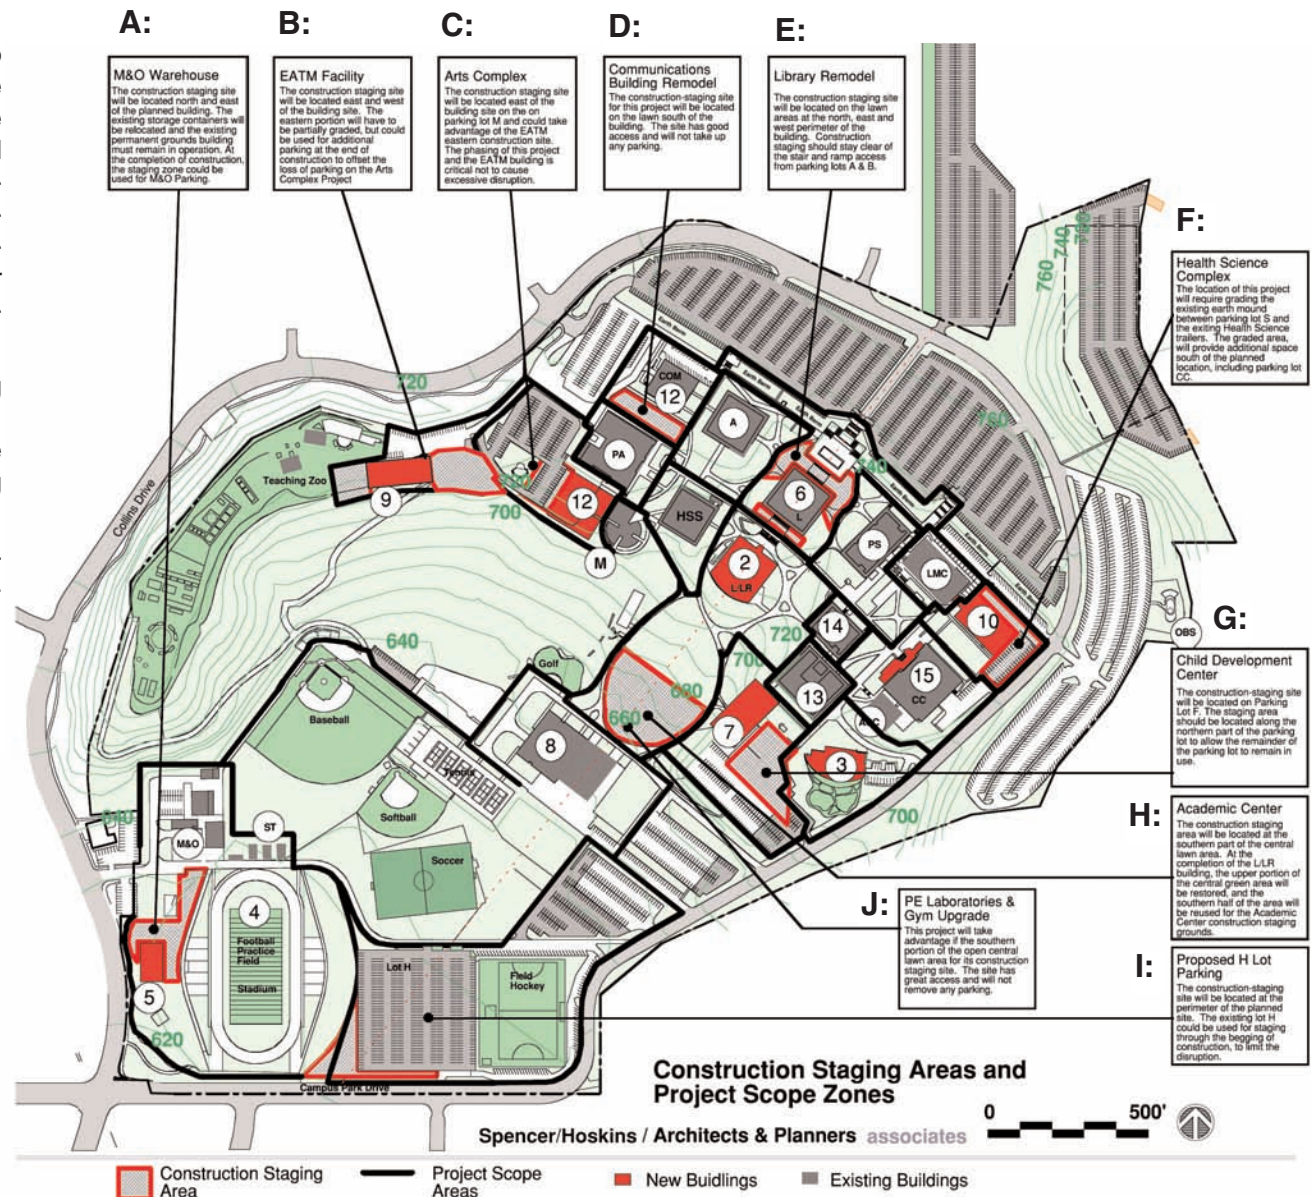 A:
B:
C:
D:
E:
M&O Warehouse
The construction staging site
will be located north and east
of the planned building. The
existing storage containers will
be relocated and the existing
permanent grounds building
must remain in operation. At
the completion of construction,
the staging zone could be
used for M&O Parking.
EATM Facility
The construction staging site
will be located east and west
of the building site. The
eastern portion will have to
be partially graded, but could
be used for additional
parking at the end of
construction to offset the
loss of parking on the Arts
Complex Project
Arts Complex
The construction staging site
will be located east of the
building site on the on
parking lot M and could take
advantage of the EATM
eastern construction site.
The phasing of this project
and the EATM building is
critical not to cause
excessive disruption.
Communications
Building Remodel
The construction-staging site
for this project will be located
on the lawn south of the
building. The site has good
access and will not take up
any parking.
Library Remodel
The construction staging site
will be located on the lawn
areas at the north, east and
west perimeter of the
building. Construction
staging should stay clear of
the stair and ramp access
from parking lots A & B.
F:
Health Science
Complex
The location of this project
will require grading the
existing earth mound
between parking lot S and
the exiting Health Science
trailers. The graded area,
will provide additional space
south of the planned
location, including parking lot
CC.
G:
Child Development
Center
The construction-staging site
will be located on Parking
Lot F. The staging area
should be located along the
northern part of the parking
lot to allow the remainder of
the parking lot to remain in
use.
H:
Academic Center
The construction staging
area will be located at the
southern part of the central
lawn area. At the
completion of the L/LR
building, the upper portion of
the central green area will
be restored, and the
southern half of the area will
be reused for the Academic
Center construction staging
grounds.
J:
PE Laboratories &
Gym Upgrade
This project will take
advantage if the southern
portion of the open central
lawn area for its construction
staging site. The site has
great access and will not
remove any parking.
I:
Proposed H Lot
Parking
The construction-staging
site will be located at the
perimeter of the planned
site. The existing lot H
could be used for staging
through the begging of
construction, to limit the
disruption.
760
740
780
760
740
720
Earth Berm
Earth Berm
Earth Berm
Earth Berm
Earth Berm
Earth Berm
COM
12
A
PA
Teaching Zoo
Collins Drive
9
12
720
700
M
HSS
6
L
PS
2
L/LR
LMC
10
OBS
14
720
700
15
CC
13
680
660
7
3
700
640
Golf
Baseball
8
Tennis
Softball
Soccer
640
ST
M&O
4
Football
Practice
Field
Stadium
5
620
Lot H
Field
Hockey
Campus Park Drive
Construction Staging Areas and
Project Scope Zones
0 500'
Spencer/Hoskins / Architects & Planners associates
Construction Staging
Area
Project Scope
Areas
New Buidlings
Existing Buildings